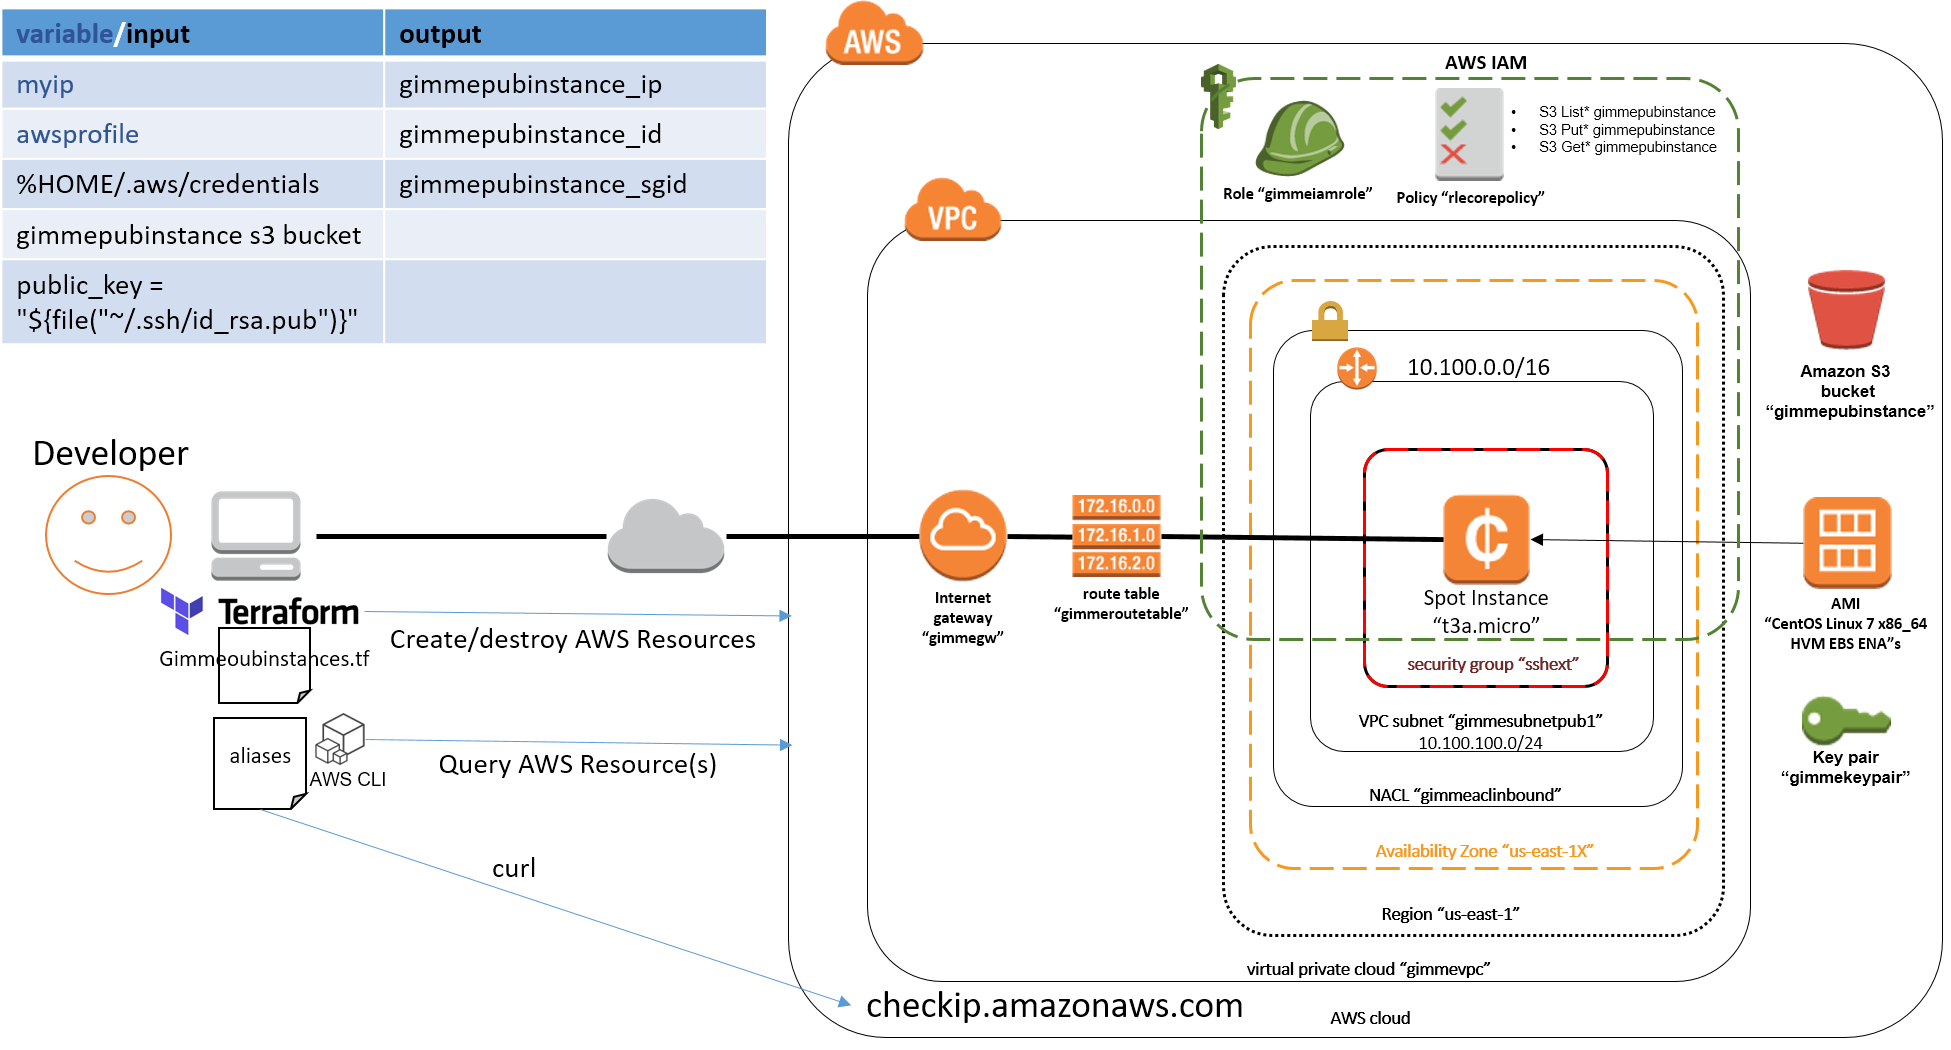 variable/input
output
myip
gimmepubinstance_ip
awsprofile
gimmepubinstance_id
%HOME/.aws/credentials
gimmepubinstance_sgid
gimmepubinstance s3 bucket
public_key =
"${file("~/.ssh/id_rsa.pub")}"
AWS
AWS IAM
• S3 List* gimmepubinstance
• S3 Put* gimmepubinstance
• S3 Get* gimmepubinstance
Role “gimmeiamrole”
Policy “rlecorepolicy”
VPC
10.100.0.0/16
Amazon S3
bucket
“gimmepubinstance”
Developer
172.16.0.0
172.16.1.0
172.16.2.0
Internet
gateway
“gimmegw”
route table
“gimmeroutetable”
Spot Instance
“t3a.micro”
security group “sshext”
AMI
“CentOS Linux 7 x86_64
HVM EBS ENA”s
Terraform
Create/destroy AWS Resources
Gimmeoubinstances.tf
VPC subnet “gimmesubnetpub1”
10.100.100.0/24
aliases
AWS CLI
Query AWS Resource(s)
Key pair
“gimmekeypair”
NACL “gimmeaclinbound”
Availability Zone “us-east-1X”
curl
Region “us-east-1”
virtual private cloud “gimmevpc”
checkip.amazonaws.com
AWS cloud